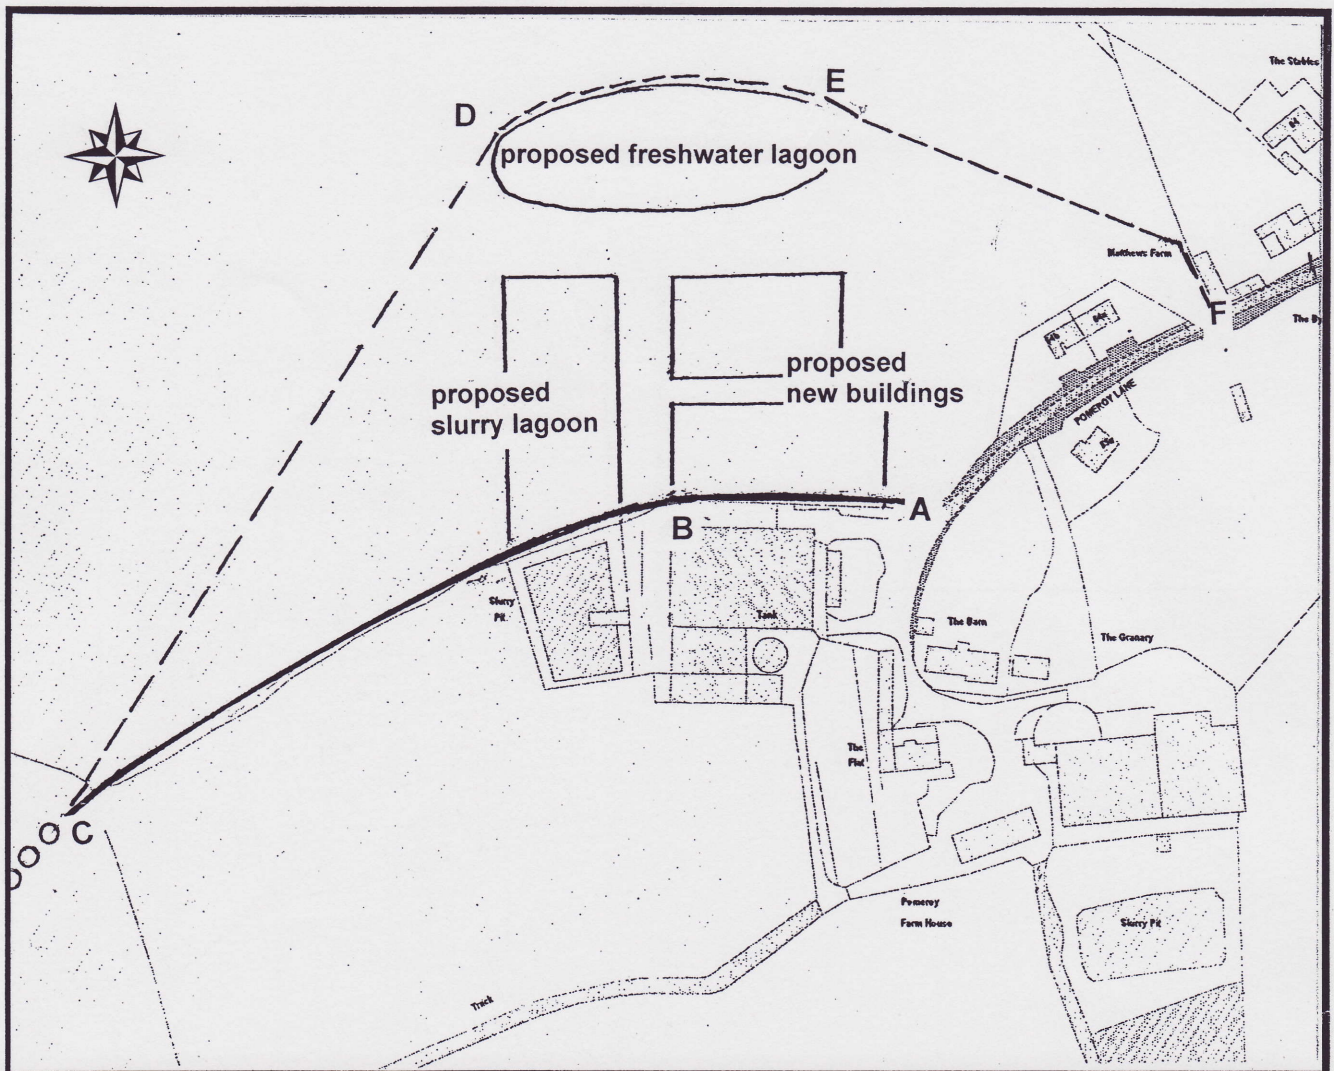 The Stables
E
D
proposed freshwater lagoon
Matthews Farm
F
proposed
new buildings
proposed
slurry lagoon
POMEROY LANE
A
B
Slurry
Pit
Tank
The Barn
The Granary
The
Flat
C
Pomeroy
Farm House
Slurry Pit
Track